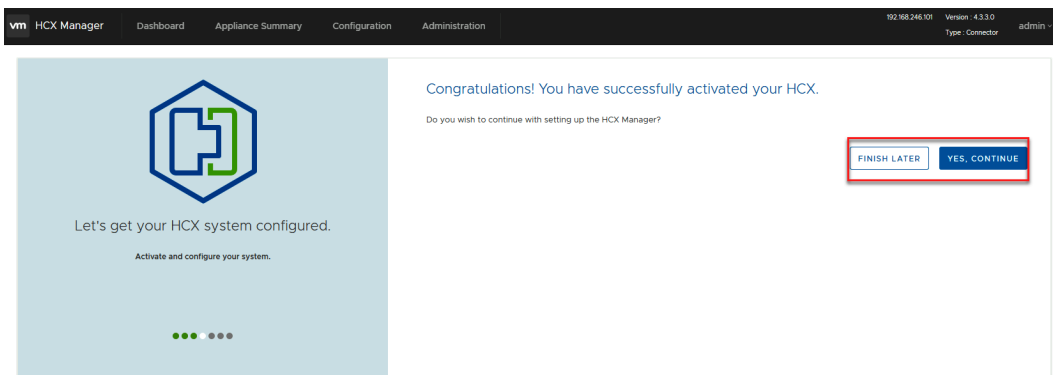 vm HCX Manager Dashboard Appliance Summary Configuration Administration 192.168.246.101 Version : 4.3.3.0 admin
Type : Connector
Congratulations! You have successfully activated your HCX.
Do you wish to continue with setting up the HCX Manager?
FINISH LATER YES, CONTINUE
Let's get your HCX system configured.
Activate and configure your system.